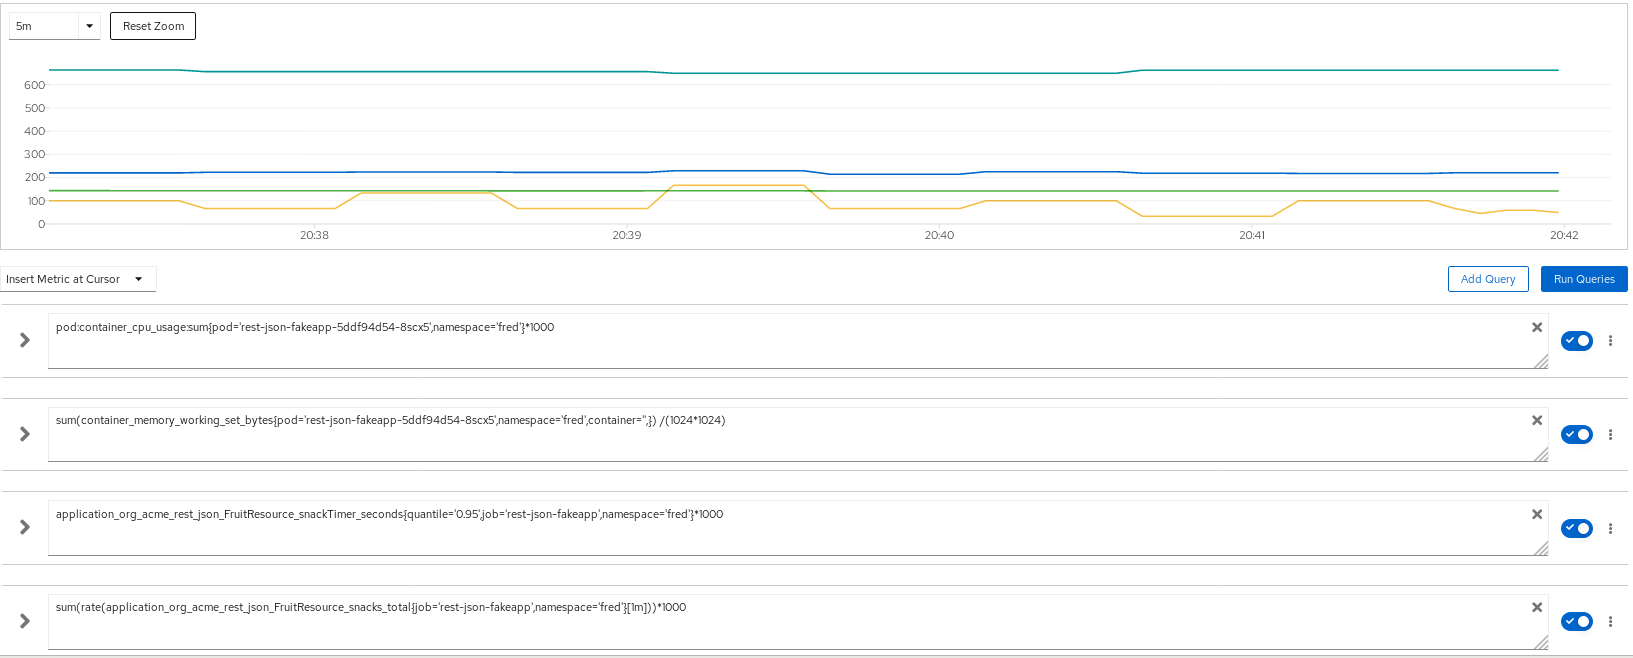 5m Reset Zoom
600
500
400
300
200
100
0
20:38 20:39 20:40 20:41 20:42
Insert Metric at Cursor Add Query Run Queries
pod:container_cpu_usage:sum{pod='rest-json-fakeapp-5ddf94d54-8scx5',namespace='fred'}*1000
sum(container_memory_working_set_bytes{pod='rest-json-fakeapp-5ddf94d54-8scx5',namespace='fred',container='',}) /(1024*1024)
application_org_acme_rest_json_FruitResource_snackTimer_seconds{quantile='0.95',job='rest-json-fakeapp',namespace='fred'}*1000
sum(rate(application_org_acme_rest_json_FruitResource_snacks_total{job='rest-json-fakeapp',namespace='fred'}[1m]))*1000